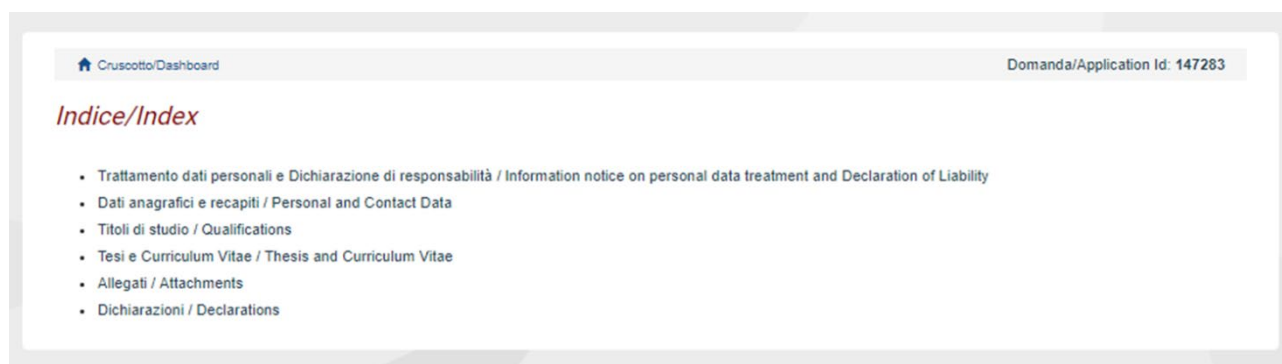 Cruscotto/Dashboard Domanda/Application Id: 147283
Indice/Index
Trattamento dati personali e Dichiarazione di responsabilità / Information notice on personal data treatment and Declaration of Liability
Dati anagrafici e recapiti / Personal and Contact Data
Titoli di studio / Qualifications
Tesi e Curriculum Vitae / Thesis and Curriculum Vitae
Allegati / Attachments
Dichiarazioni / Declarations